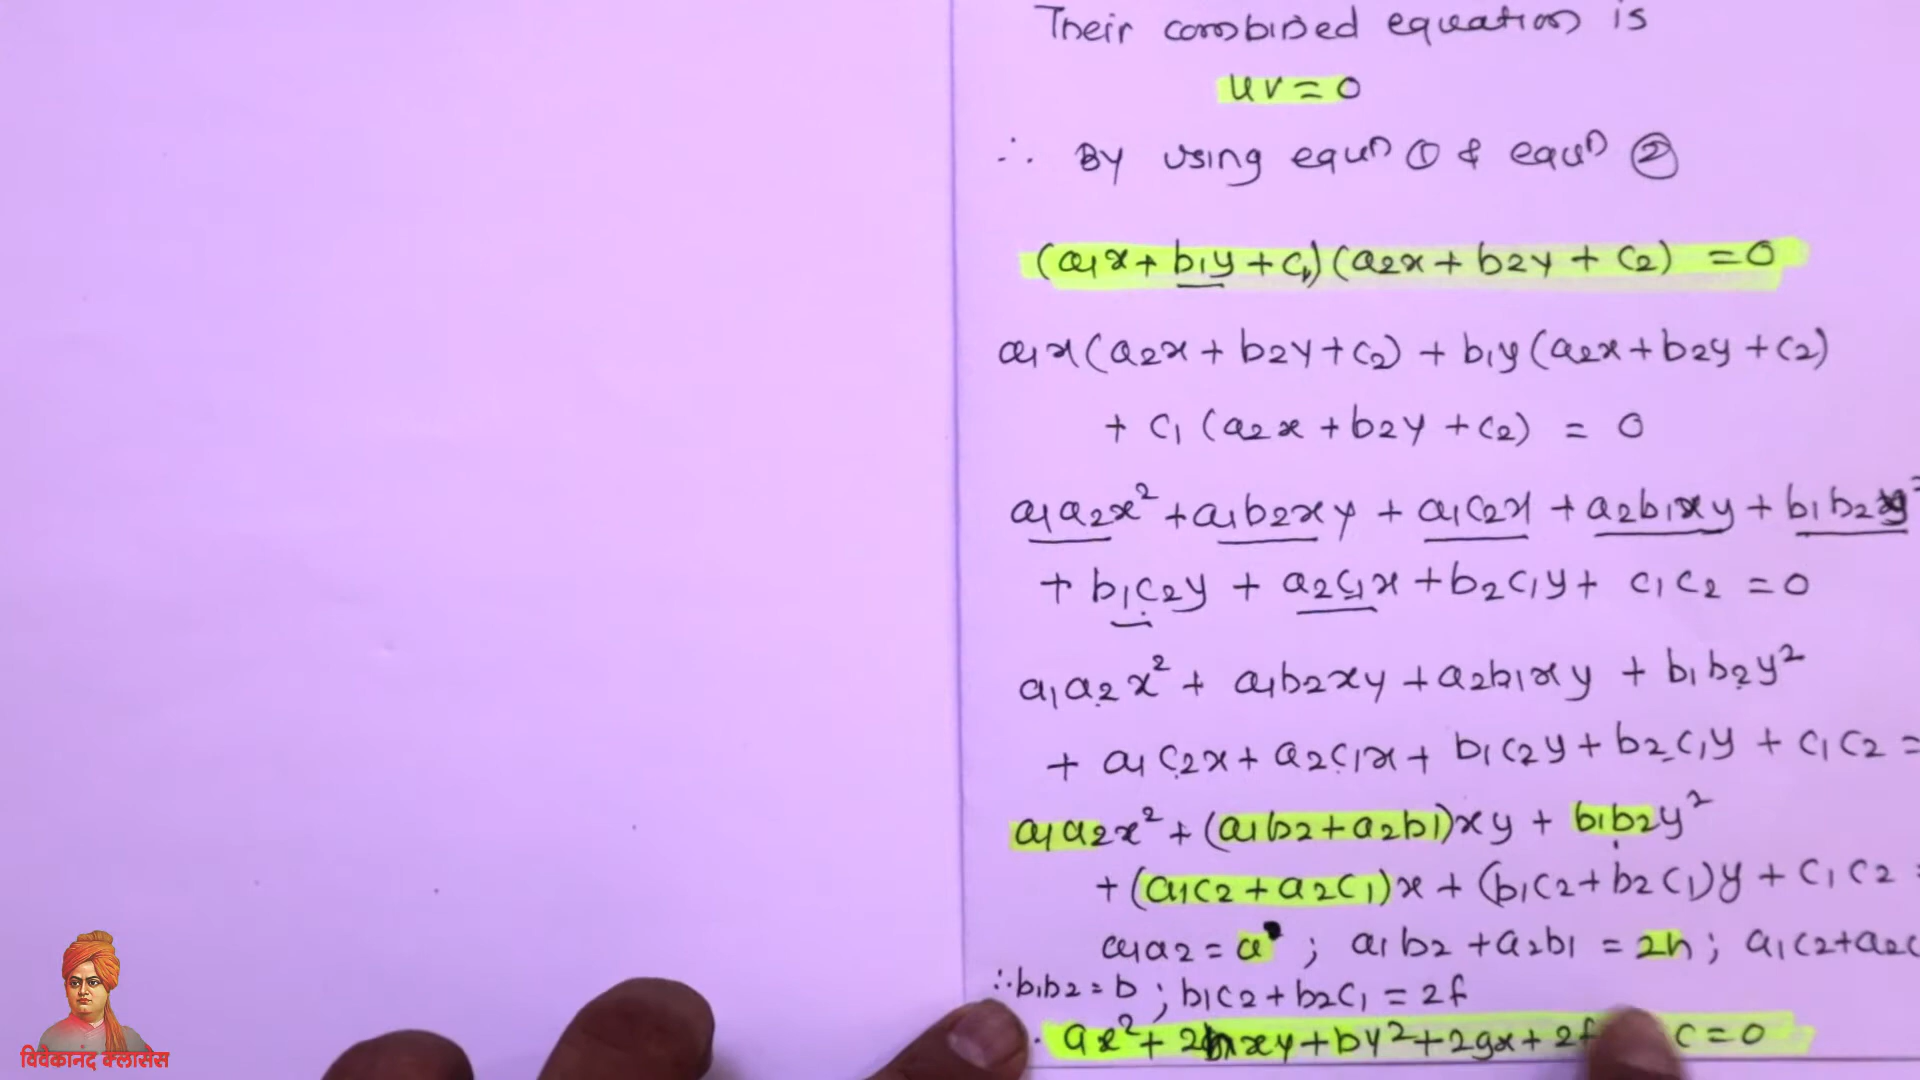 Their combined equation is
uv = 0
∴ By using equⁿ ① & equⁿ ②
(a1x + b1y + c1)(a2x + b2y + c2) = 0
a1x(a2x + b2y + c2) + b1y(a2x + b2y + c2)
+ c1(a2x + b2y + c2) = 0
a1a2x² + a1b2xy + a1c2x + a2b1xy + b1b2y²
+ b1c2y + a2c1x + b2c1y + c1c2 = 0
a1a2x² + a1b2xy + a2b1xy + b1b2y²
+ a1c2x + a2c1x + b1c2y + b2c1y + c1c2 =
a1a2x² + (a1b2 + a2b1)xy + b1b2y²
+ (a1c2 + a2c1)x + (b1c2 + b2c1)y + c1c2 =
a1a2 = a ; a1b2 + a2b1 = 2h ; a1c2 + a2c
∴ b1b2 = b ; b1c2 + b2c1 = 2f
ax² + 2hxy + by² + 2gx + 2f c = 0
विवेकानंद क्लासेस